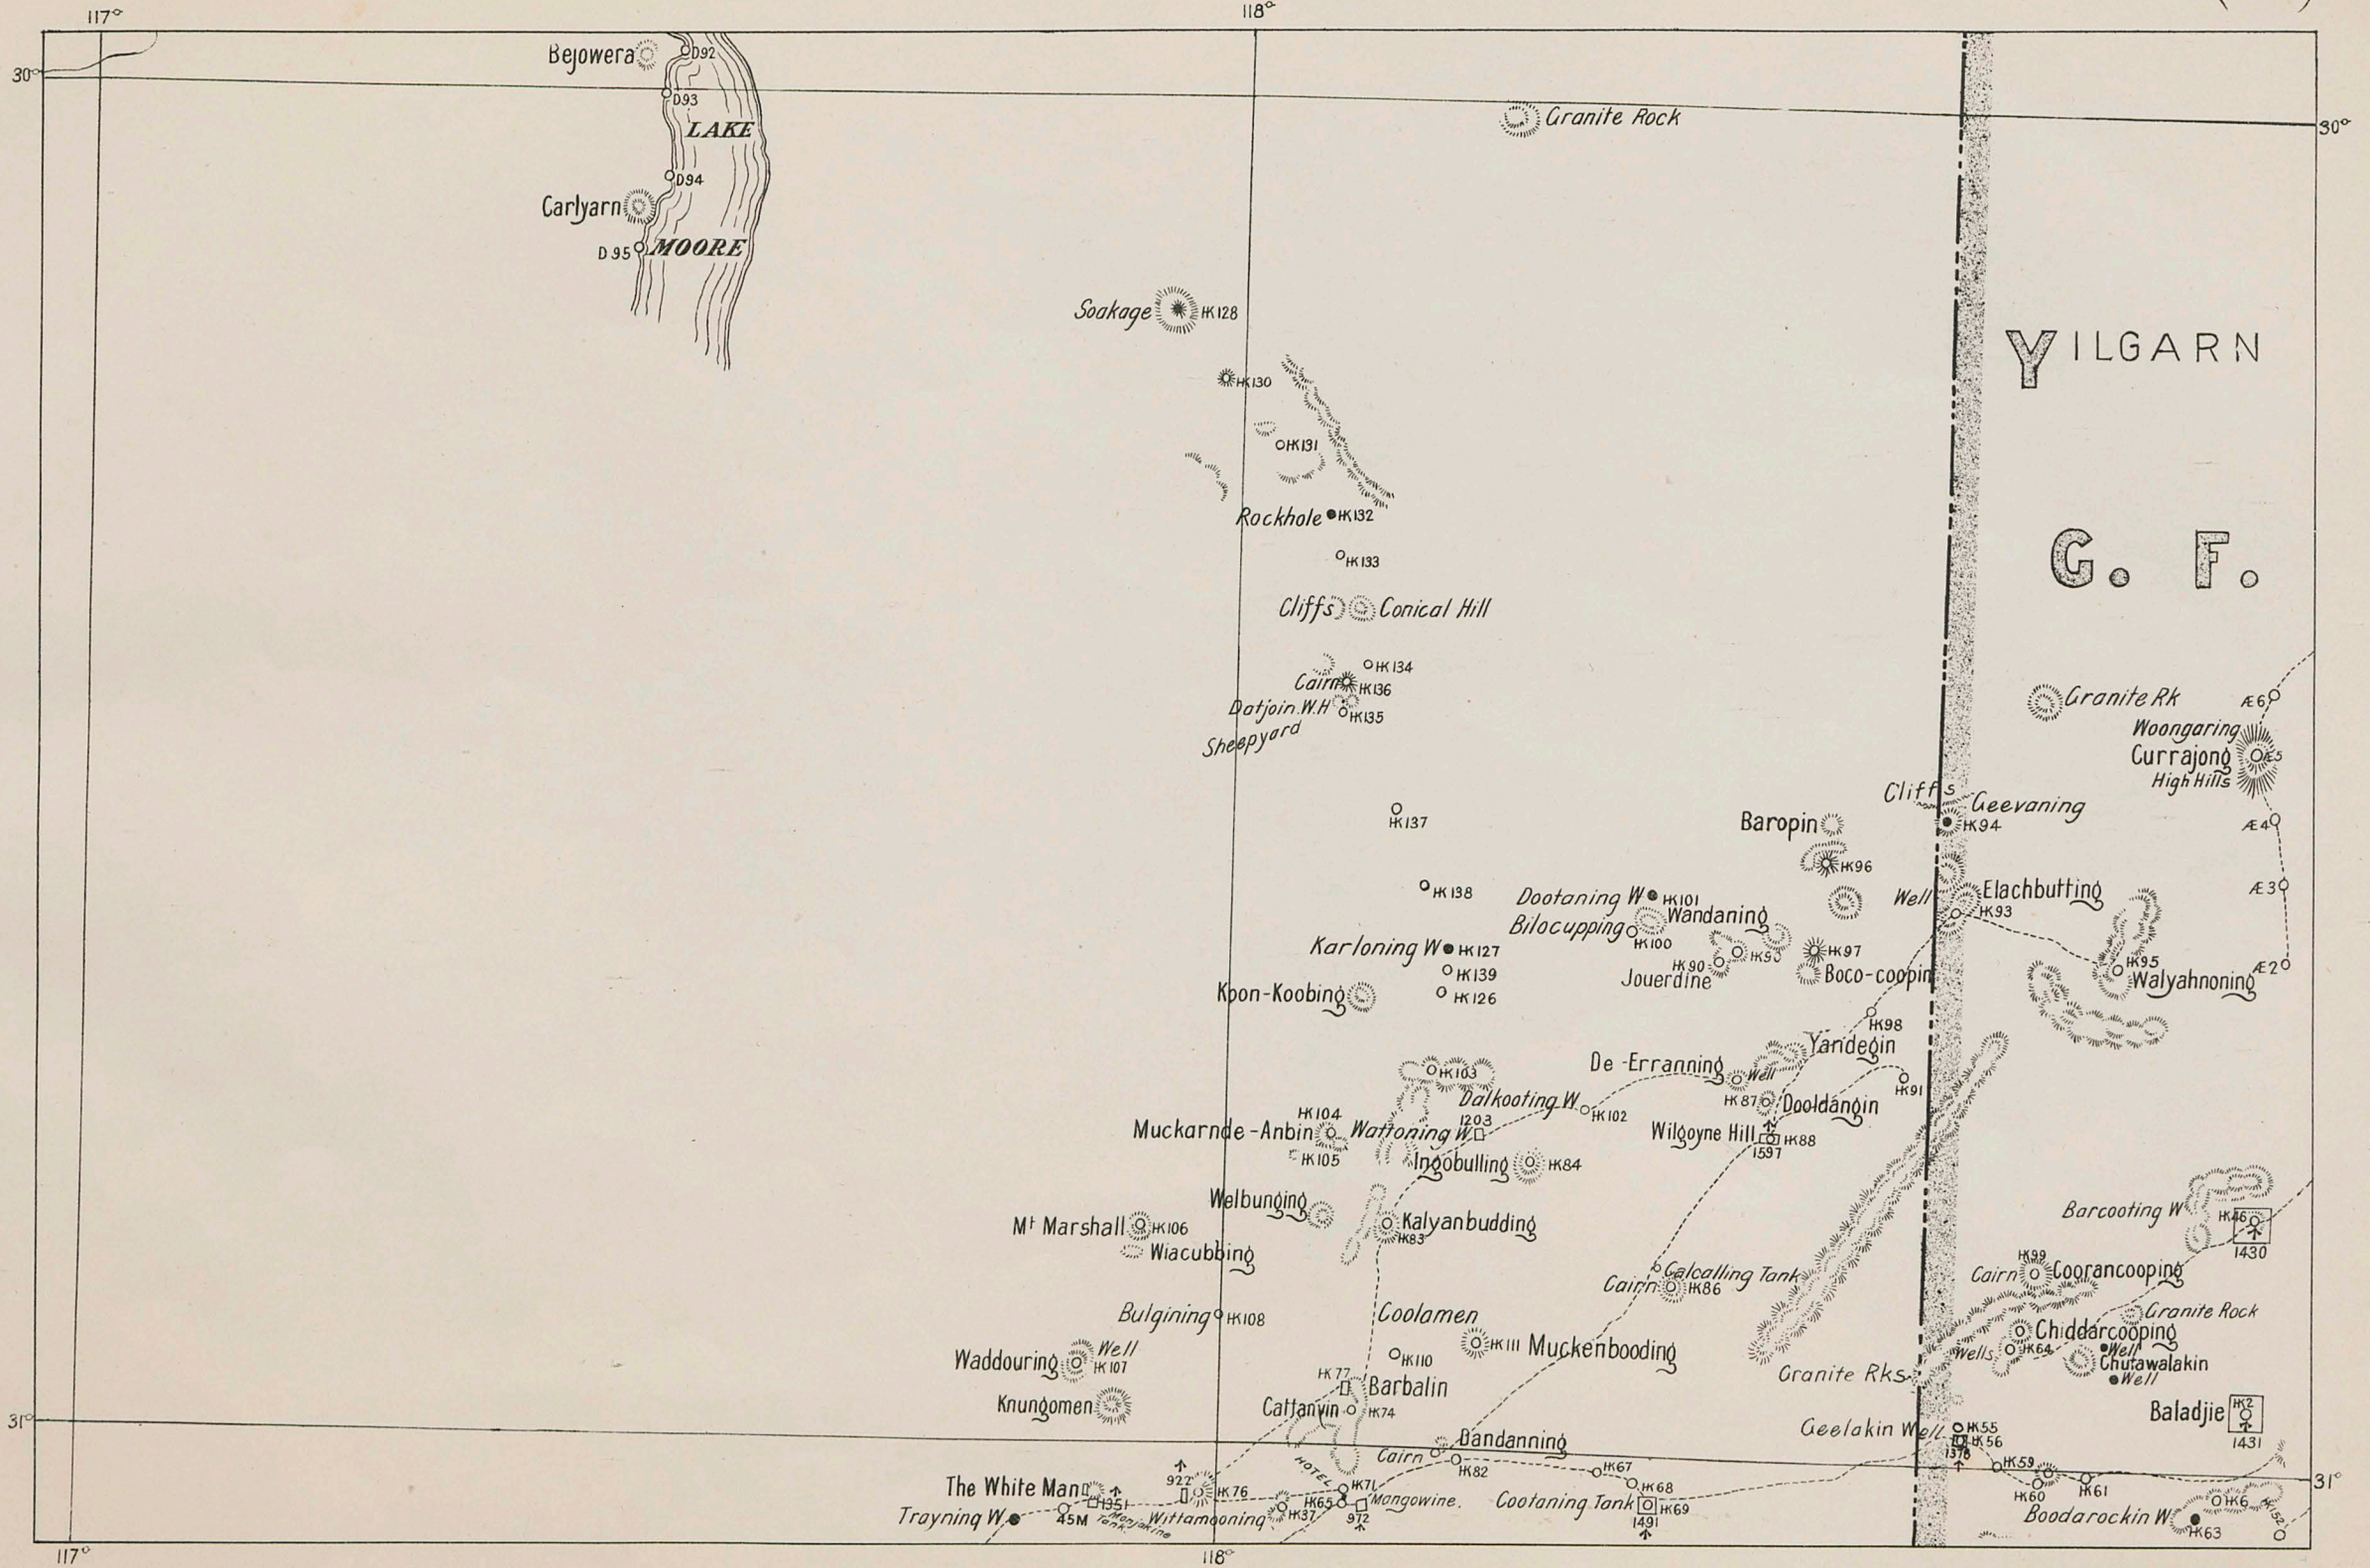 117°
118°
30°
Bejowera
D92
D93
LAKE
Granite Rock
30°
D94
Carlyarn
D95
MOORE
Soakage
HK128
YILGARN
HK130
HK131
Rockhole
HK132
G. F.
HK133
Cliffs
Conical Hill
HK134
Cairn
HK136
Datjoin W.H
HK135
Sheepyard
Granite Rk
Æ6
Woongaring
Currajong
Æ5
High Hills
Cliffs
Geevaning
HK137
Baropin
HK94
Æ4
HK96
HK138
Dootaning W
HK101
Well
Elachbutting
Æ3
Wandaning
HK93
Bilocupping
HK100
Karloning W
HK127
HK97
HK90
HK139
Jouerdine
Boco-coopin
HK95
Walyahnoning
Æ2
Koon-Koobing
HK126
HK98
Yandegin
De-Erranning
Well
HK103
HK91
Dalkooting W
HK102
HK87
Dooldangin
HK104
1203
Muckarnde-Anbin
Wattoning W
Wilgoyne Hill
HK88
1597
HK105
Ingobulling
HK84
Welbunging
Barcooting W
HK46
1430
Mt Marshall
HK106
Kalyanbudding
HK83
Wiacubbing
HK99
Cairn
Coorancooping
Calcalling Tank
Cairn
HK86
Bulgining
HK108
Coolamen
Granite Rock
Chiddarcooping
HK111
Muckenbooding
Wells
HK64
Well
Waddouring
Well
HK107
HK110
Chutawalakin
Well
Granite Rks
HK77
Barbalin
Knungomen
Cattanyin
HK74
Baladjie
HK2
1431
31°
Geelakin Well
HK55
HK56
1378
Dandanning
Cairn
HK82
HK67
HK59
31°
HOTEL
HK71
HK68
HK60
HK61
The White Man
1351
922
HK76
HK65
Mangowine.
Cootaning Tank
HK69
1491
HK6
HK152
Trayning W
45M
Monjakine
Tank
Wittamooning
HK37
972
Boodarockin W
HK63
117°
118°